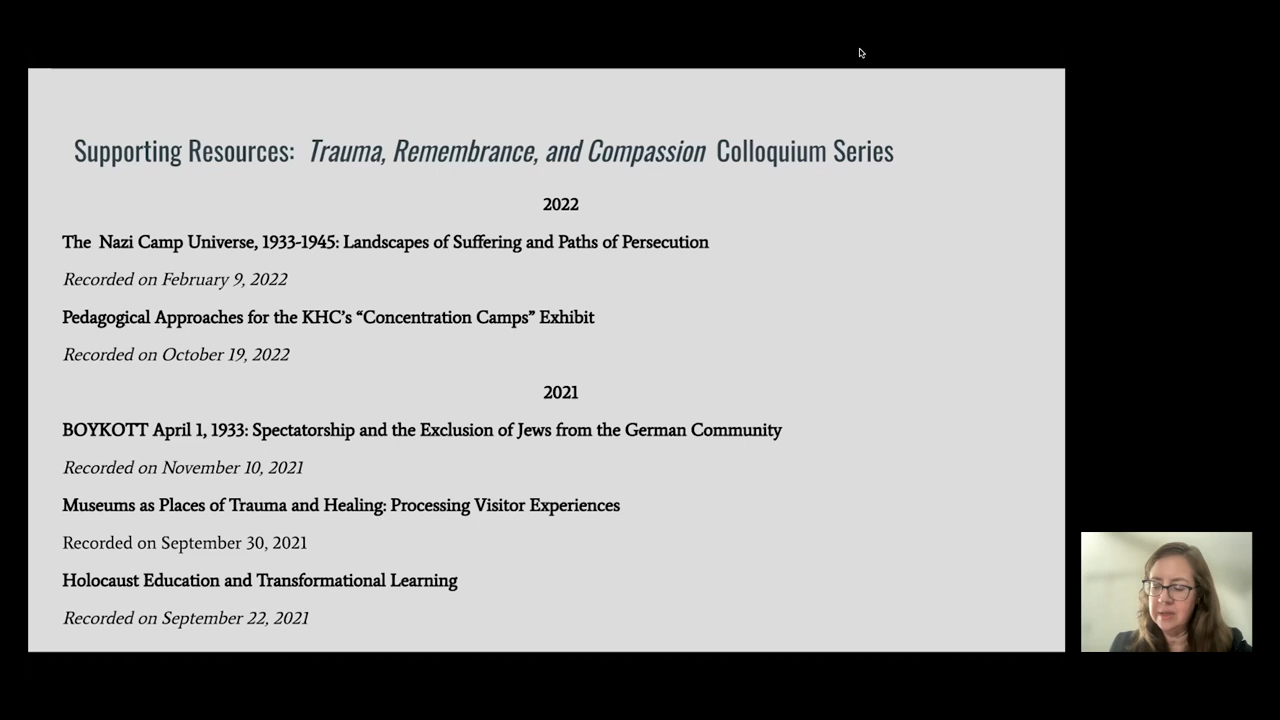 Supporting Resources: Trauma, Remembrance, and Compassion Colloquium Series
2022
The Nazi Camp Universe, 1933-1945: Landscapes of Suffering and Paths of Persecution
Recorded on February 9, 2022
Pedagogical Approaches for the KHC’s “Concentration Camps” Exhibit
Recorded on October 19, 2022
2021
BOYKOTT April 1, 1933: Spectatorship and the Exclusion of Jews from the German Community
Recorded on November 10, 2021
Museums as Places of Trauma and Healing: Processing Visitor Experiences
Recorded on September 30, 2021
Holocaust Education and Transformational Learning
Recorded on September 22, 2021